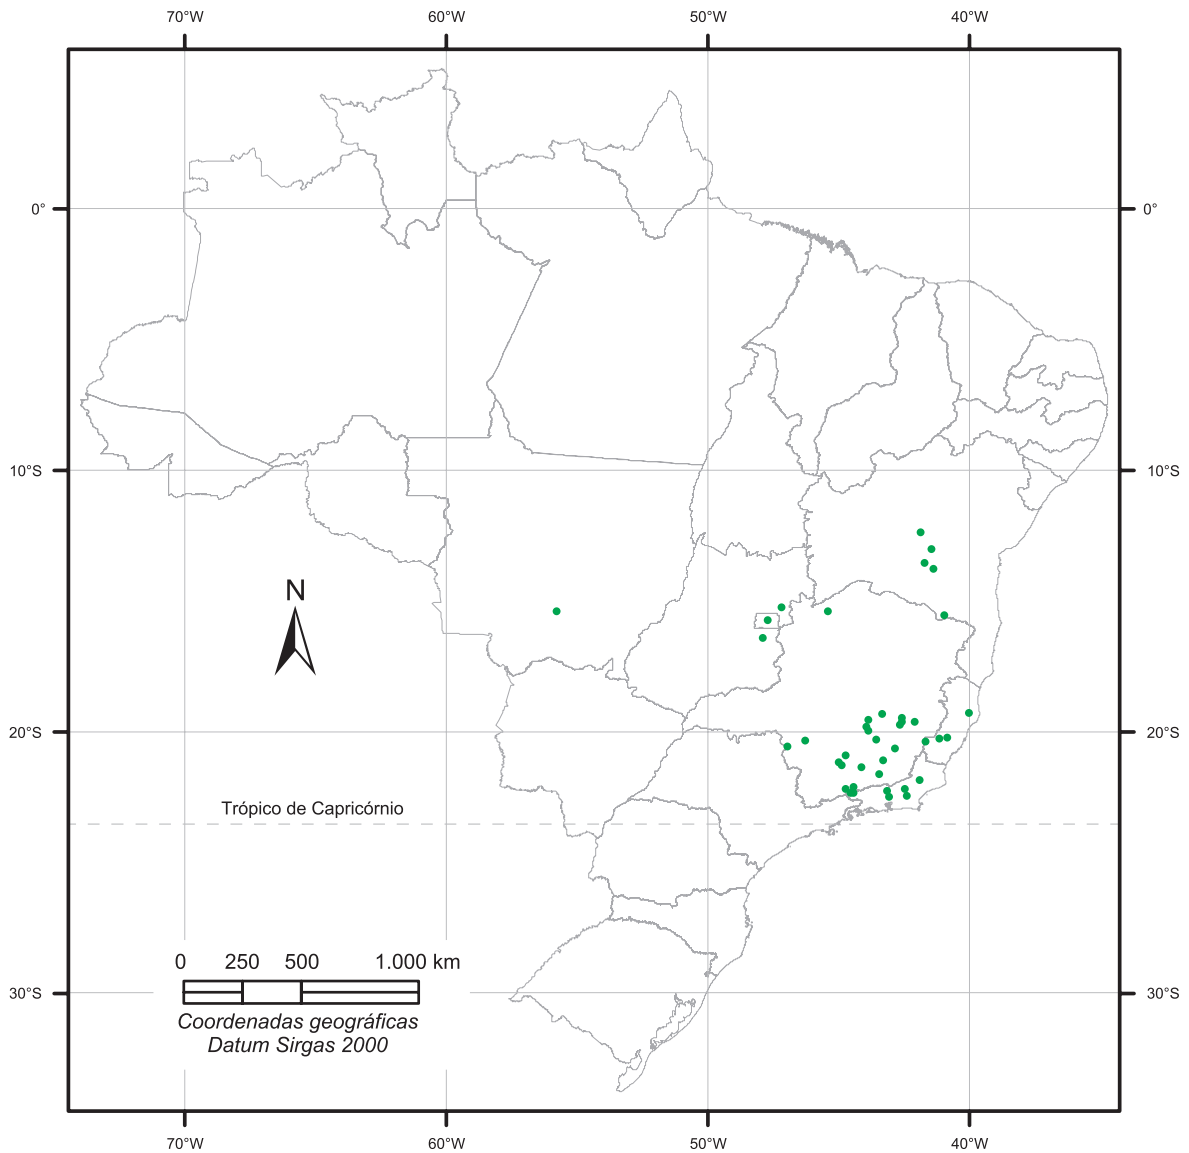 70°W 60°W 50°W 40°W
0° 0°
10°S 10°S
N
20°S 20°S
Trópico de Capricórnio
0 250 500 1.000 km
30°S 30°S
Coordenadas geográficas
Datum Sirgas 2000
70°W 60°W 50°W 40°W